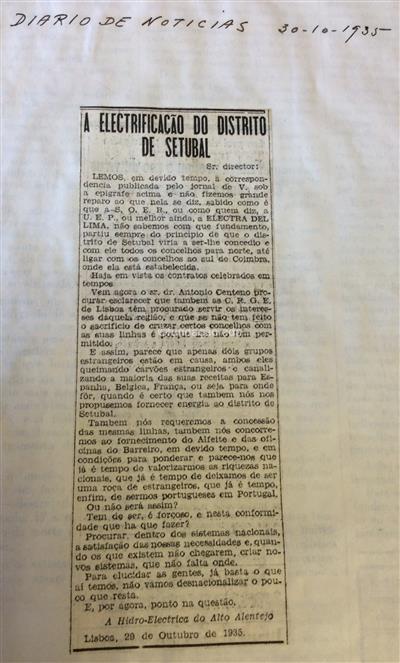 DIARIO DE NOTICIAS 30-10-1935
A ELECTRIFICAÇÃO DO DISTRITO
DE SETUBAL
Sr. director:
LEMOS, em devido tempo, a correspon-
dencia publicada pelo jornal de V. sob
a epigrafe acima e não fizemos grande
reparo ao que nela se diz, sabido como é
que a S. O. E. R., ou como quem diz, a
U. E. P., ou melhor ainda, a ELECTRA DEL
LIMA, não sabemos com que fundamento,
partiu sempre do principio de que o dis-
trito de Setubal viria a ser-lhe concedido e
com ele todos os concelhos para norte, até
ligar com os concelhos ao sul de Coimbra,
onde ela está estabelecida.
Haja em vista os contratos celebrados em
tempos
Vem agora o sr. dr. Antonio Centeno pro-
curar esclarecer que tambem as C. R. G. E.
de Lisboa têm procurado servir os interes-
ses daquela região, e que se não tem feito
o sacrificio de cruzar certos concelhos com
as suas linhas é porque lhe não têm per-
mitido.
E assim, parece que apenas dois grupos
estrangeiros estão em causa, ambos eles
queimando carvões estrangeiros e canali-
zando a maioria das suas receitas para Es-
panha, Belgica, França, ou seja para onde
fôr, quando é certo que tambem nós nos
propusemos fornecer energia ao distrito de
Setubal.
Tambem nós requeremos a concessão
das mesmas linhas, tambem nós concorre-
mos ao fornecimento do Alfeite e das ofi-
cinas do Barreiro, em devido tempo, e em
condições para ponderar e parece-nos que
já é tempo de valorizarmos as riquezas na-
cionais, que já é tempo de deixamos de ser
uma roça de estrangeiros, que já é tempo,
enfim, de sermos portugueses em Portugal.
Ou não será assim?
Tem de ser, é forçoso, e nesta conformi-
dade que ha que fazer?
Procurar, dentro dos sistemas nacionais,
a satisfação das nossas necessidades e, quan-
do os que existem não chegarem, criar no-
vos sistemas, que não falta onde.
Para elucidar as gentes, já basta o que
aí temos, não vamos desnacionalizar o pou-
co que resta.
E, por agora, ponto na questão.
A Hidro-Electrica do Alto Alentejo
Lisboa, 29 de Outubro de 1935.